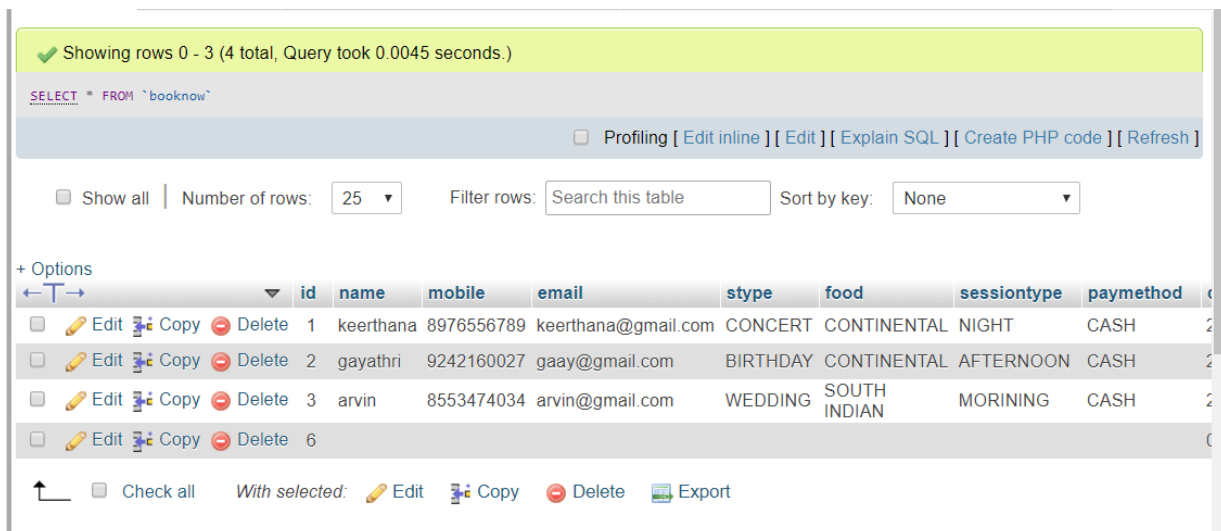 Showing rows 0 - 3 (4 total, Query took 0.0045 seconds.)
SELECT * FROM `booknow`
Profiling [ Edit inline ] [ Edit ] [ Explain SQL ] [ Create PHP code ] [ Refresh ]
Show all | Number of rows: 25 Filter rows: Search this table Sort by key: None
+ Options
id name mobile email stype food sessiontype paymethod
Edit Copy Delete 1 keerthana 8976556789 keerthana@gmail.com CONCERT CONTINENTAL NIGHT CASH
Edit Copy Delete 2 gayathri 9242160027 gaay@gmail.com BIRTHDAY CONTINENTAL AFTERNOON CASH
Edit Copy Delete 3 arvin 8553474034 arvin@gmail.com WEDDING SOUTH INDIAN MORINING CASH
Edit Copy Delete 6
Check all With selected: Edit Copy Delete Export